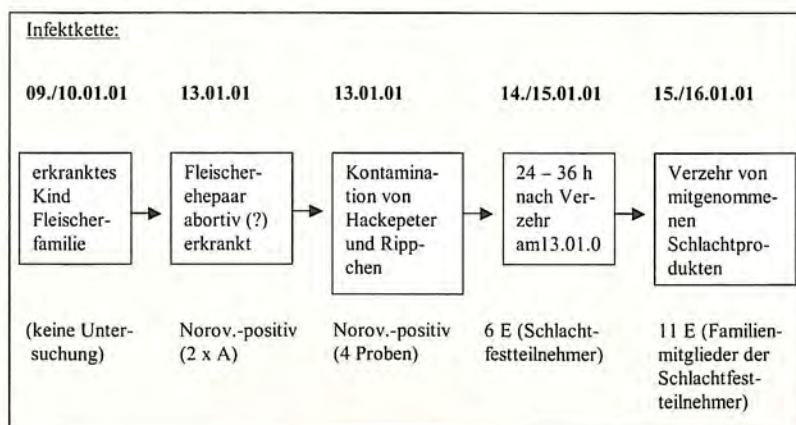 Infektkette:
09./10.01.01
13.01.01
13.01.01
14./15.01.01
15./16.01.01
erkranktes
Kind
Fleischer-
familie
Fleischer-
ehepaar
abortiv (?)
erkrankt
Kontamina-
tion von
Hackepeter
und Ripp-
chen
24 – 36 h
nach Ver-
zehr
am13.01.0
Verzehr von
mitgenomme-
nen
Schlachtpro-
dukten
(keine Unter-
suchung)
Norov.-positiv
(2 x A)
Norov.-positiv
(4 Proben)
6 E (Schlacht-
festteilnehmer)
11 E (Familien-
mitglieder der
Schlachtfest-
teilnehmer)